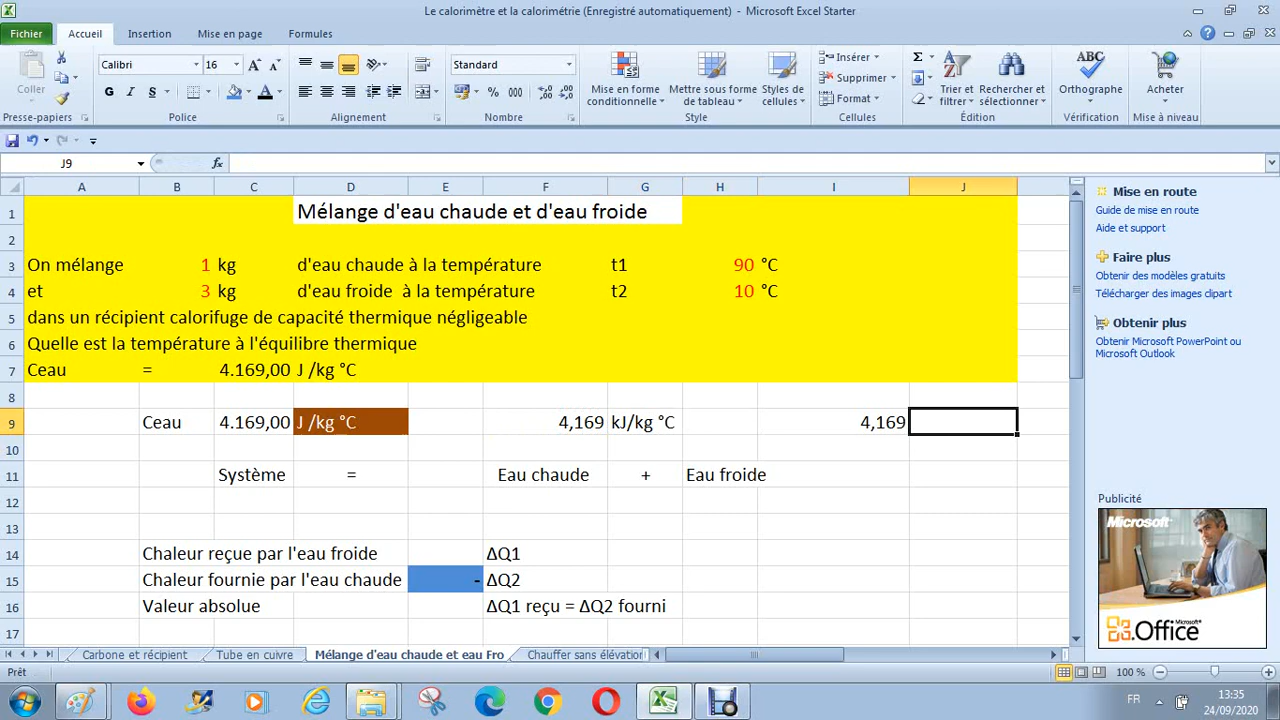 Le calorimètre et la calorimétrie (Enregistré automatiquement) - Microsoft Excel Starter
Fichier Accueil Insertion Mise en page Formules
Coller
Presse-papiers
Calibri 16
G I S
Police
Alignement
Standard
% 000
Nombre
Mise en forme conditionnelle
Mettre sous forme de tableau
Styles de cellules
Style
Insérer
Supprimer
Format
Cellules
Σ
Trier et filtrer
Rechercher et sélectionner
Édition
ABC
Orthographe
Vérification
Acheter
Mise à niveau
J9 fx
A B C D E F G H I J
1 Mélange d'eau chaude et d'eau froide
2
3 On mélange 1 kg d'eau chaude à la température t1 90 °C
4 et 3 kg d'eau froide à la température t2 10 °C
5 dans un récipient calorifuge de capacité thermique négligeable
6 Quelle est la température à l'équilibre thermique
7 Ceau = 4.169,00 J /kg °C
8
9 Ceau 4.169,00 J /kg °C 4,169 kJ/kg °C 4,169
10
11 Système = Eau chaude + Eau froide
12
13
14 Chaleur reçue par l'eau froide ΔQ1
15 Chaleur fournie par l'eau chaude - ΔQ2
16 Valeur absolue ΔQ1 reçu = ΔQ2 fourni
17
Mise en route
Guide de mise en route
Aide et support
Faire plus
Obtenir des modèles gratuits
Télécharger des images clipart
Obtenir plus
Obtenir Microsoft PowerPoint ou
Microsoft Outlook
Publicité
Microsoft
Microsoft
Office
Carbone et récipient Tube en cuivre Mélange d'eau chaude et eau Fro Chauffer sans élévation
Prêt 100 %
FR 13:35
24/09/2020